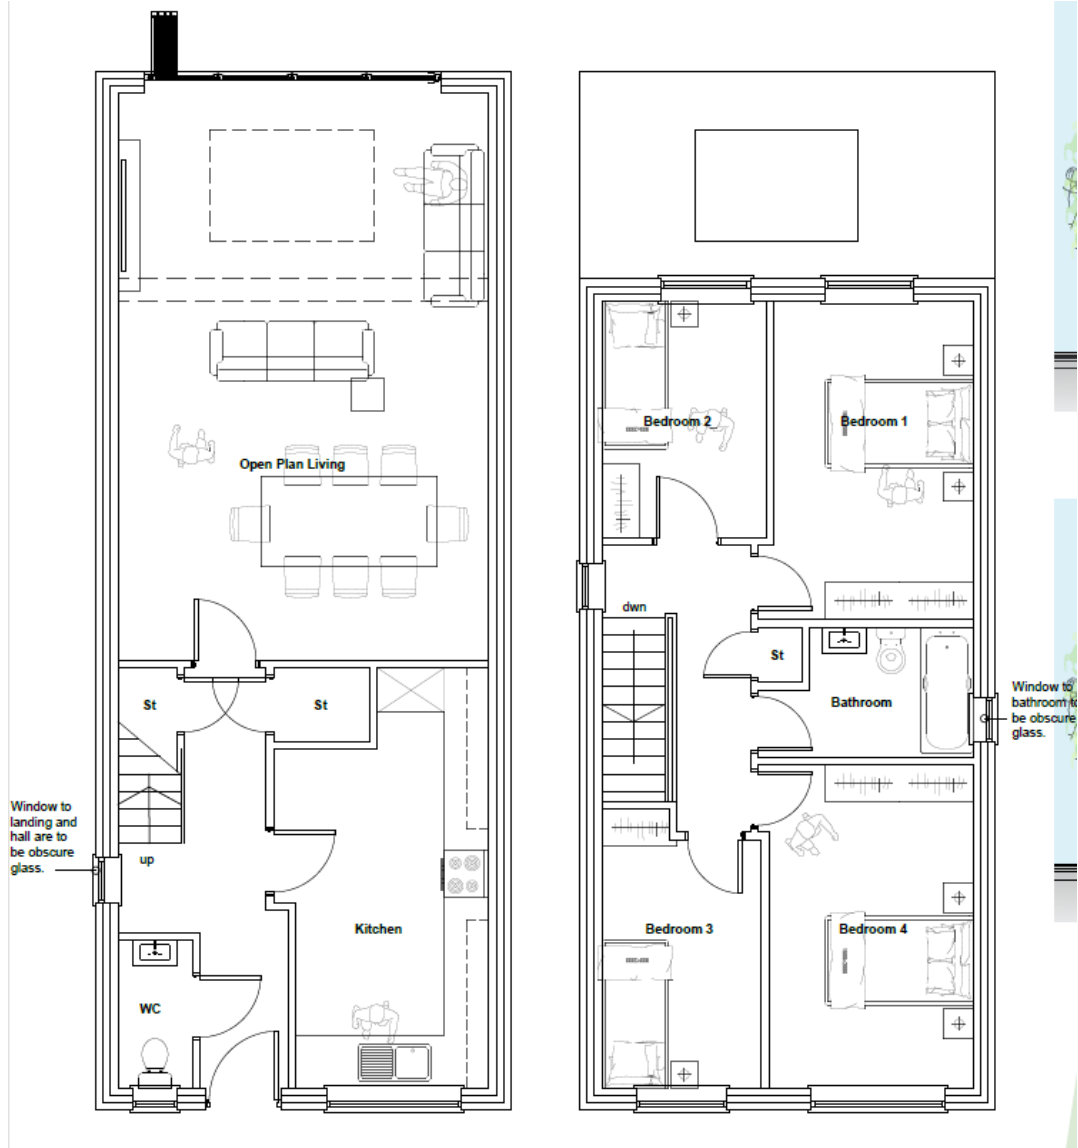 Open Plan Living
St
St
Window to
landing and
hall are to
be obscure
glass.
up
Kitchen
WC
Bedroom 2
Bedroom 1
dwn
St
Bathroom
Window to
bathroom to
be obscure
glass.
Bedroom 3
Bedroom 4